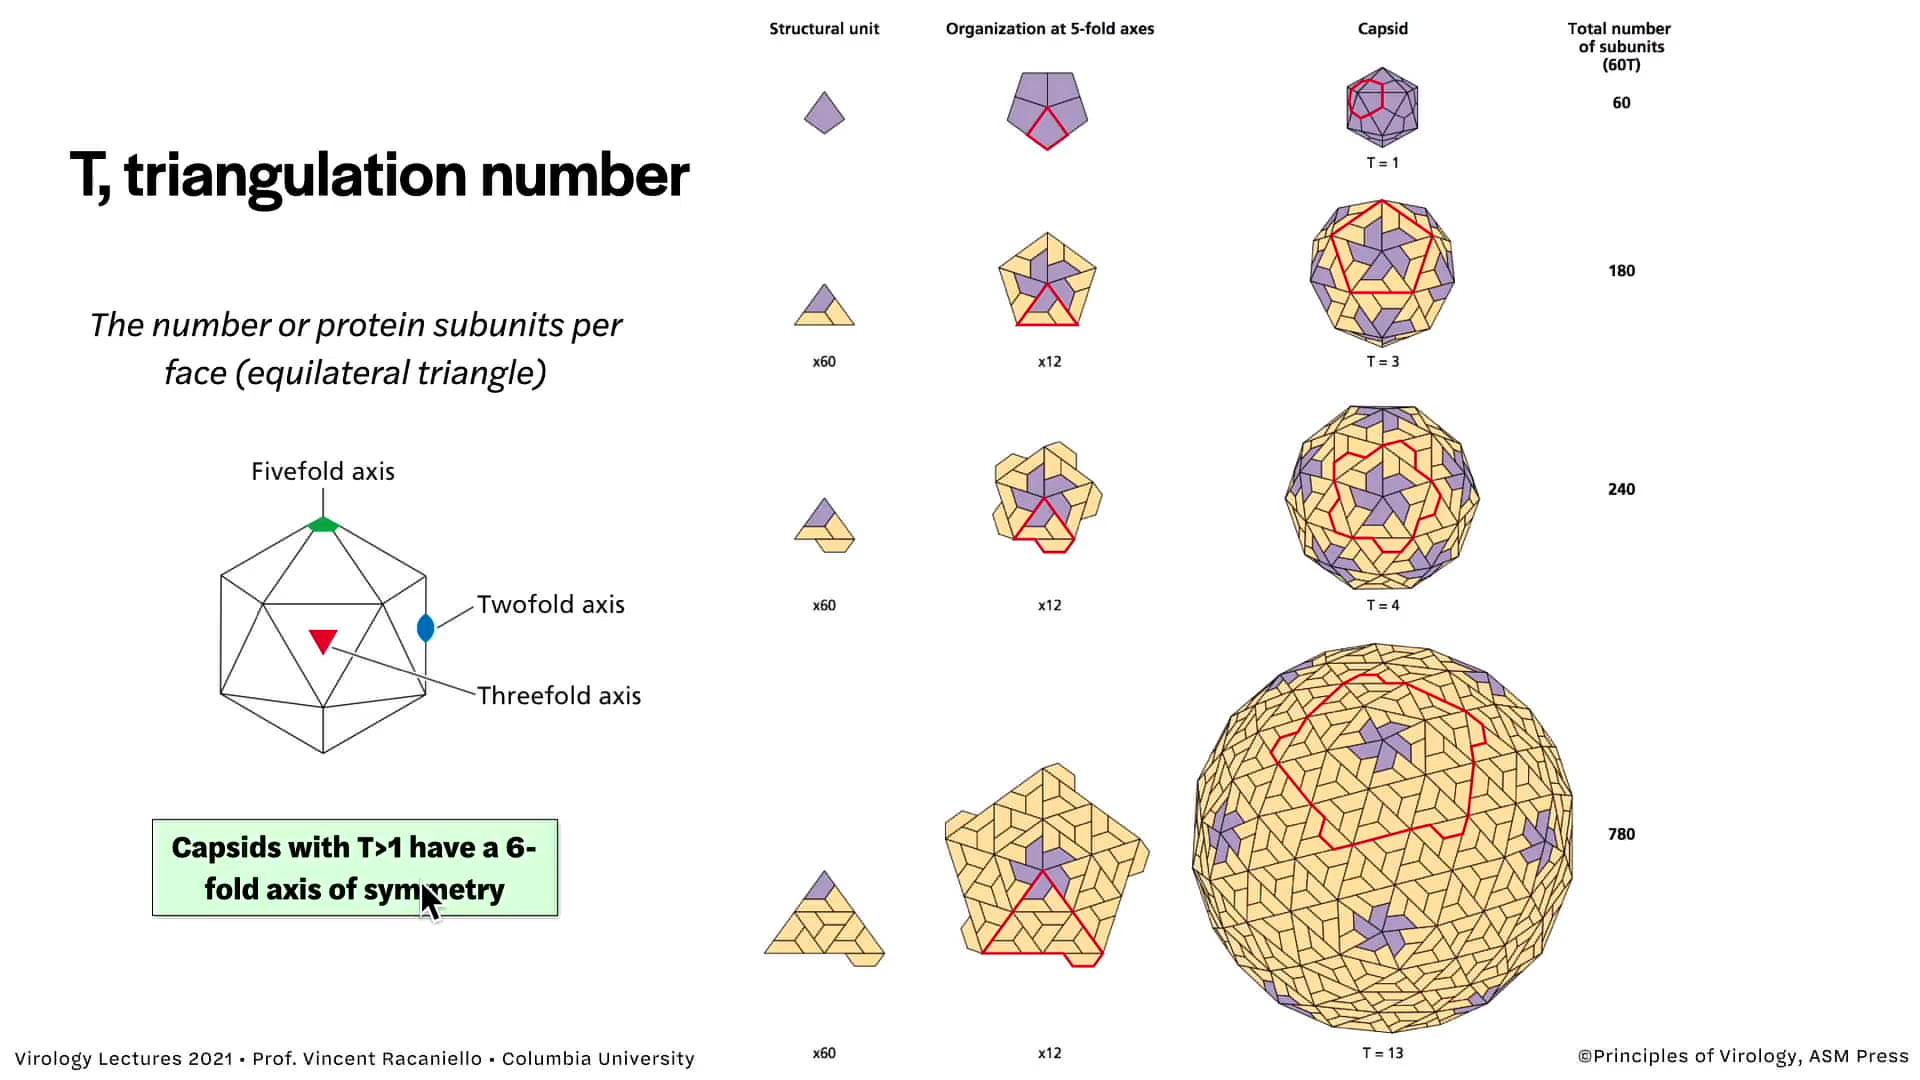 T, triangulation number
The number or protein subunits per
face (equilateral triangle)
Fivefold axis
Twofold axis
Threefold axis
Capsids with T>1 have a 6-
fold axis of symmetry
Structural unit
Organization at 5-fold axes
Capsid
Total number
of subunits
(60T)
60
T = 1
180
x60
x12
T = 3
240
x60
x12
T = 4
780
x60
x12
T = 13
Virology Lectures 2021 • Prof. Vincent Racaniello • Columbia University
©Principles of Virology, ASM Press